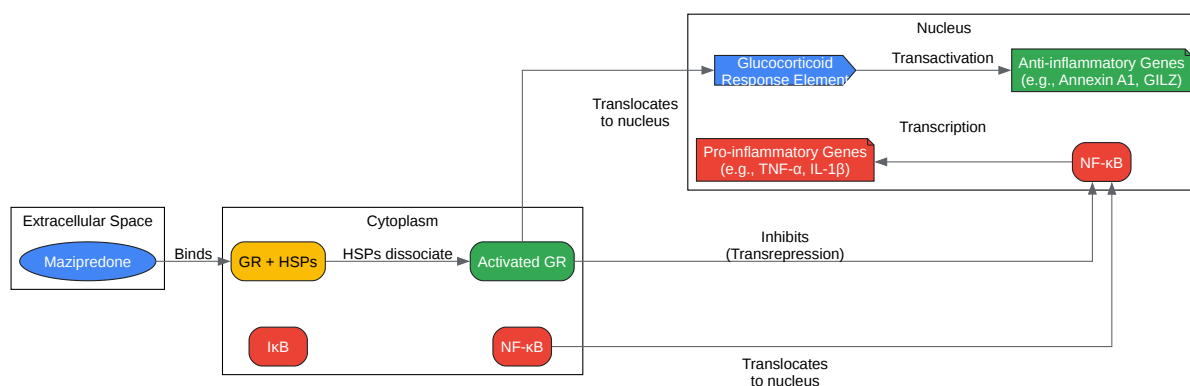 Nucleus
Glucocorticoid
Response Element
Transactivation
Anti-inflammatory Genes
(e.g., Annexin A1, GILZ)
Translocates
to nucleus
Transcription
Pro-inflammatory Genes
(e.g., TNF-α, IL-1β)
NF-κB
Extracellular Space
Cytoplasm
Mazipredone
Binds
GR + HSPs
HSPs dissociate
Activated GR
Inhibits
(Transrepression)
IκB
NF-κB
Translocates
to nucleus